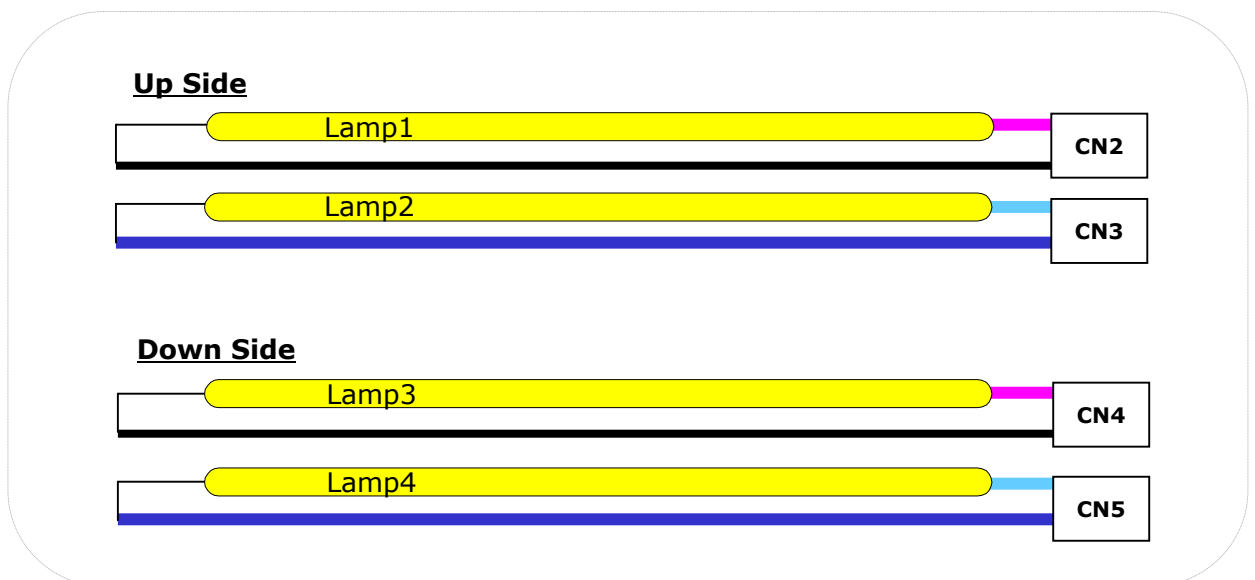 Up Side
Lamp1
CN2
Lamp2
CN3
Down Side
Lamp3
CN4
Lamp4
CN5